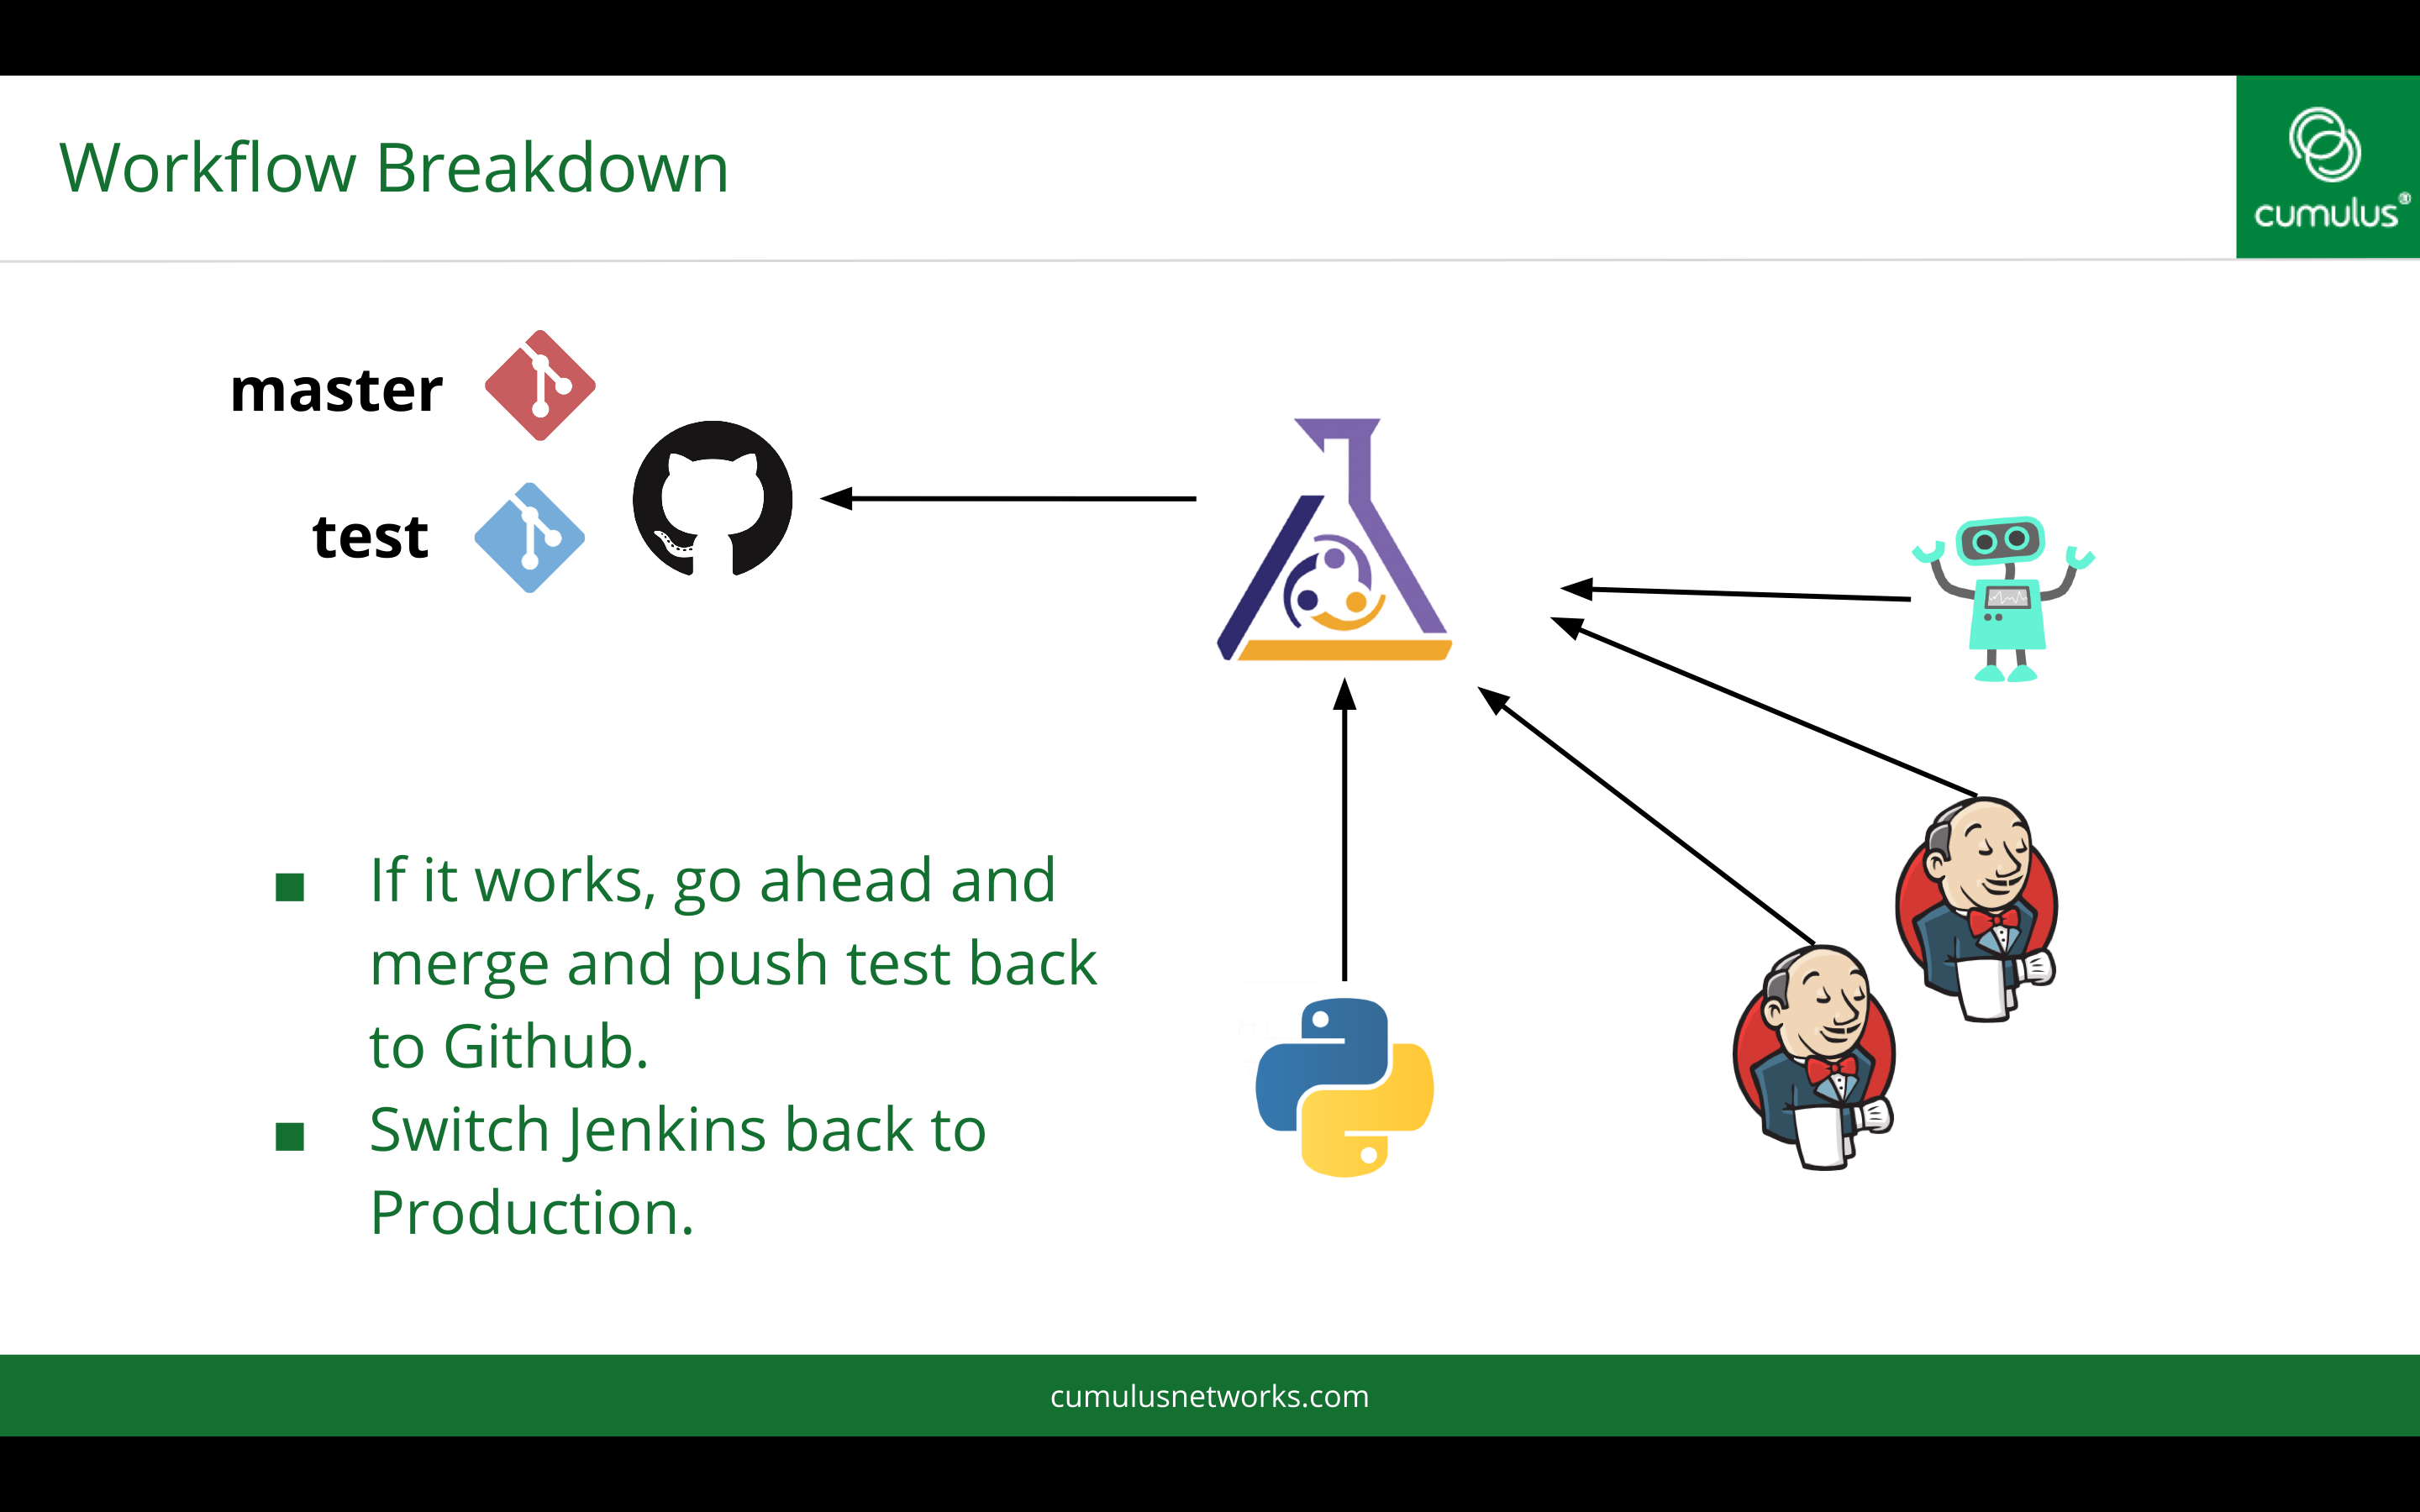 Workflow Breakdown
cumulus®
master
test
■ If it works, go ahead and
merge and push test back
to Github.
■ Switch Jenkins back to
Production.
cumulusnetworks.com